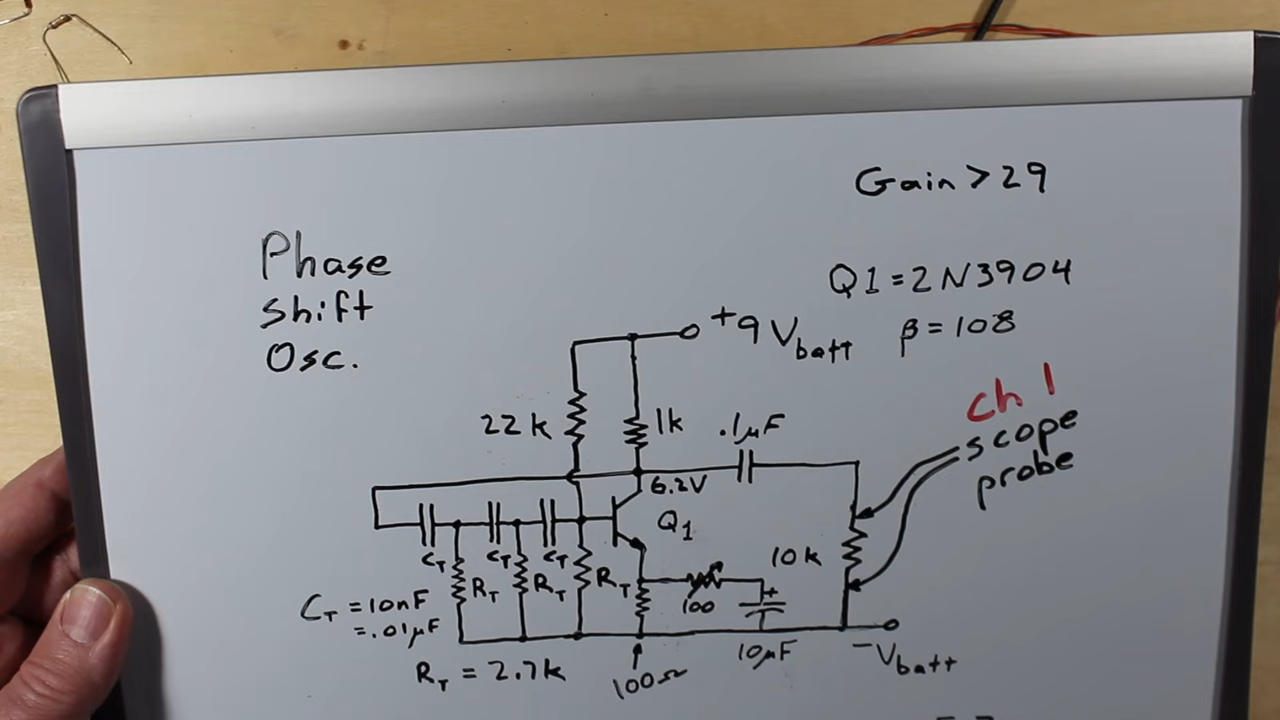 Gain > 29
Phase
shift
Osc.
Q1 = 2N3904
β = 108
+9 Vbatt
ch 1
scope
probe
22k
1k
.1μF
6.2V
Q1
CT
CT
CT
RT
RT
RT
10k
100
+
CT = 10nF
= .01μF
RT = 2.7k
100Ω
10μF
-Vbatt